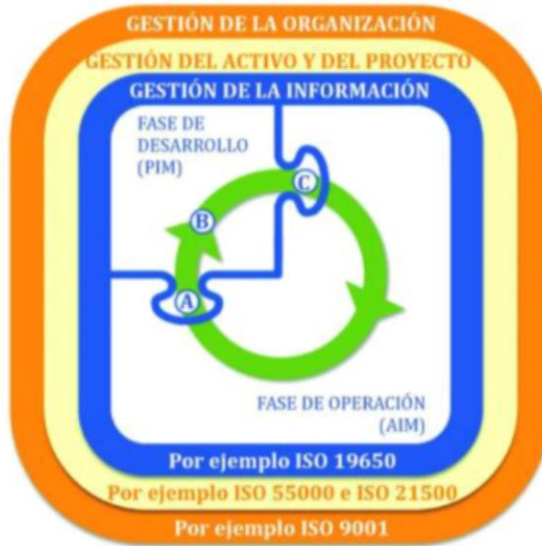 GESTIÓN DE LA ORGANIZACIÓN
GESTIÓN DEL ACTIVO Y DEL PROYECTO
GESTIÓN DE LA INFORMACIÓN
FASE DE
DESARROLLO
(PIM)
C
B
A
FASE DE OPERACIÓN
(AIM)
Por ejemplo ISO 19650
Por ejemplo ISO 55000 e ISO 21500
Por ejemplo ISO 9001